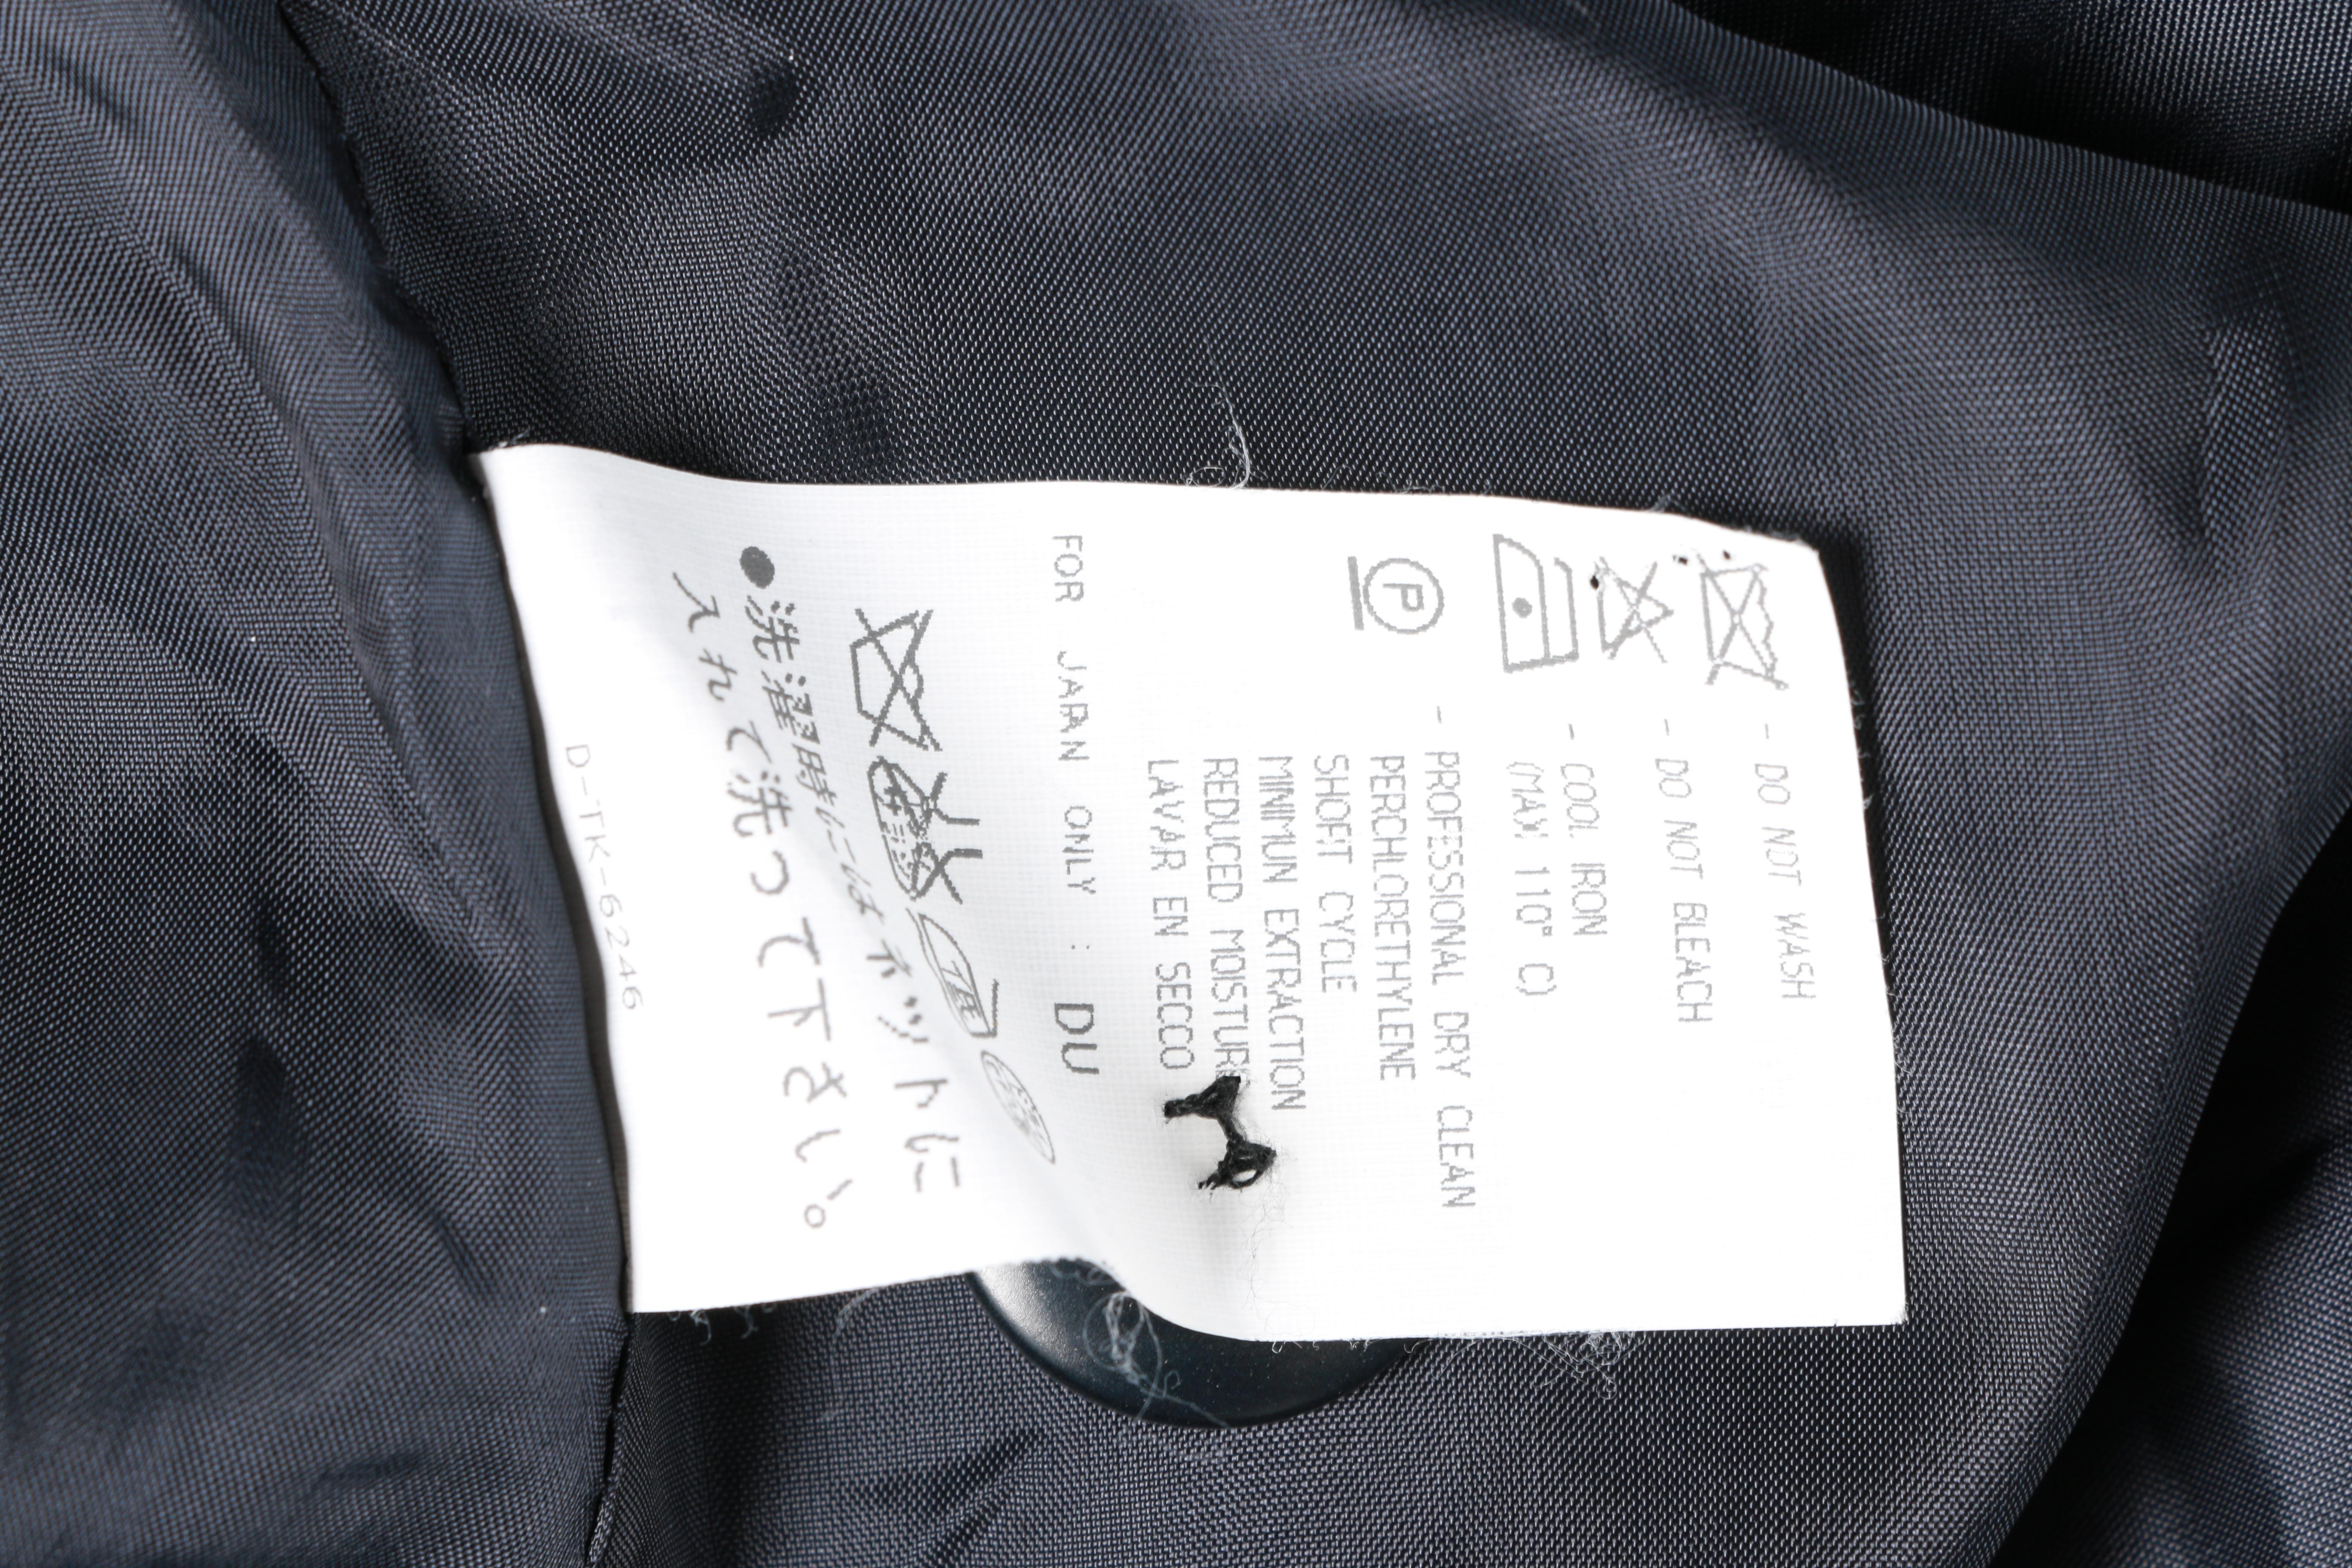 - DO NOT WASH
- DO NOT BLEACH
- COOL IRON
(MAX 110° C)
P
- PROFESSIONAL DRY CLEAN
PERCHLORETHYLENE
SHORT CYCLE
MINIMUN EXTRACTION
REDUCED MOISTURE
LAVAR EN SECCO
FOR JAPAN ONLY : DU
低
●洗濯時にはネットに
入れて洗って下さい。
D-TK-6246